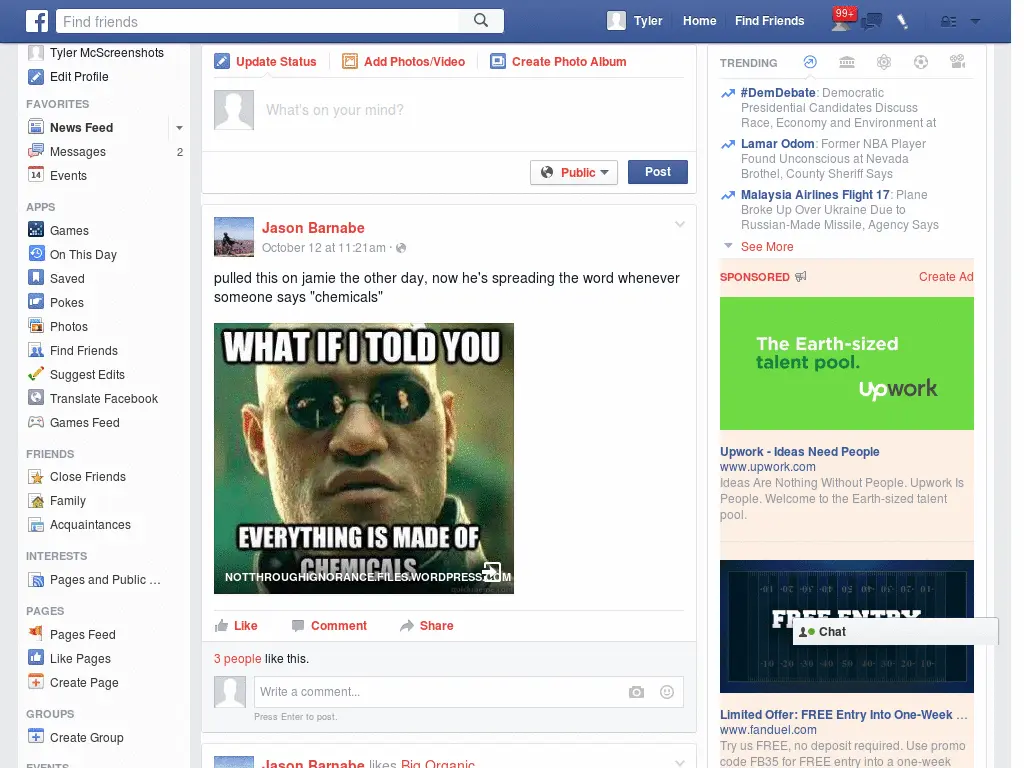 Find friends
Tyler
Home
Find Friends
99+
Tyler McScreenshots
Edit Profile
FAVORITES
News Feed
Messages
2
14
Events
APPS
Games
On This Day
Saved
Pokes
Photos
Find Friends
Suggest Edits
Translate Facebook
Games Feed
FRIENDS
Close Friends
Family
Acquaintances
INTERESTS
Pages and Public ...
PAGES
Pages Feed
Like Pages
Create Page
GROUPS
Create Group
EVENTS
Update Status
Add Photos/Video
Create Photo Album
What's on your mind?
Public
Post
Jason Barnabe
October 12 at 11:21am ·
pulled this on jamie the other day, now he's spreading the word whenever
someone says "chemicals"
WHAT IF I TOLD YOU
EVERYTHING IS MADE OF
CHEMICALS
NOTTHROUGHIGNORANCE.FILES.WORDPRESS.COM
Like
Comment
Share
3 people like this.
Write a comment...
Press Enter to post.
Jason Barnabe likes Big Organic
TRENDING
#DemDebate: Democratic
Presidential Candidates Discuss
Race, Economy and Environment at
Lamar Odom: Former NBA Player
Found Unconscious at Nevada
Brothel, County Sheriff Says
Malaysia Airlines Flight 17: Plane
Broke Up Over Ukraine Due to
Russian-Made Missile, Agency Says
See More
SPONSORED
Create Ad
The Earth-sized
talent pool.
upwork
Upwork - Ideas Need People
www.upwork.com
Ideas Are Nothing Without People. Upwork Is
People. Welcome to the Earth-sized talent
pool.
FREE ENTRY
Chat
-10 -20 -30 -40 50 40- 30- 20- 10-
Limited Offer: FREE Entry Into One-Week ...
www.fanduel.com
Try us FREE, no deposit required. Use promo
code FB35 for FREE entry into a one-week